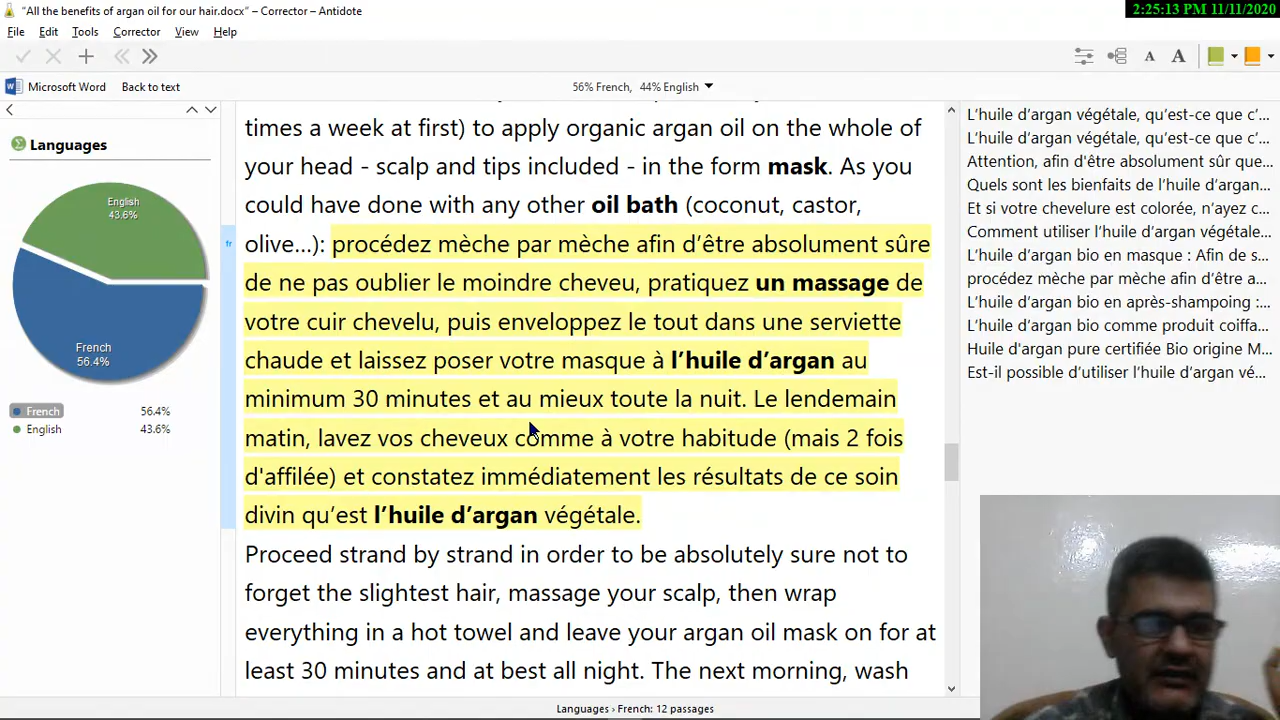 "All the benefits of argan oil for our hair.docx" – Corrector – Antidote
2:25:13 PM 11/11/2020
File Edit Tools Corrector View Help
A A
Microsoft Word Back to text
56% French, 44% English
Languages
English
43.6%
French
56.4%
French 56.4%
English 43.6%
times a week at first) to apply organic argan oil on the whole of
your head - scalp and tips included - in the form mask. As you
could have done with any other oil bath (coconut, castor,
fr
olive…): procédez mèche par mèche afin d’être absolument sûre
de ne pas oublier le moindre cheveu, pratiquez un massage de
votre cuir chevelu, puis enveloppez le tout dans une serviette
chaude et laissez poser votre masque à l’huile d’argan au
minimum 30 minutes et au mieux toute la nuit. Le lendemain
matin, lavez vos cheveux comme à votre habitude (mais 2 fois
d'affilée) et constatez immédiatement les résultats de ce soin
divin qu’est l’huile d’argan végétale.
Proceed strand by strand in order to be absolutely sure not to
forget the slightest hair, massage your scalp, then wrap
everything in a hot towel and leave your argan oil mask on for at
least 30 minutes and at best all night. The next morning, wash
L’huile d’argan végétale, qu’est-ce que c’...
L’huile d’argan végétale, qu’est-ce que c’...
Attention, afin d'être absolument sûr que...
Quels sont les bienfaits de l’huile d’argan...
Et si votre chevelure est colorée, n’ayez c...
Comment utiliser l’huile d’argan végétale...
L’huile d’argan bio en masque : Afin de s...
procédez mèche par mèche afin d’être a...
L’huile d’argan bio en après-shampoing :...
L’huile d’argan bio comme produit coiffa...
Huile d'argan pure certifiée Bio origine M...
Est-il possible d’utiliser l’huile d’argan vé...
Languages › French: 12 passages